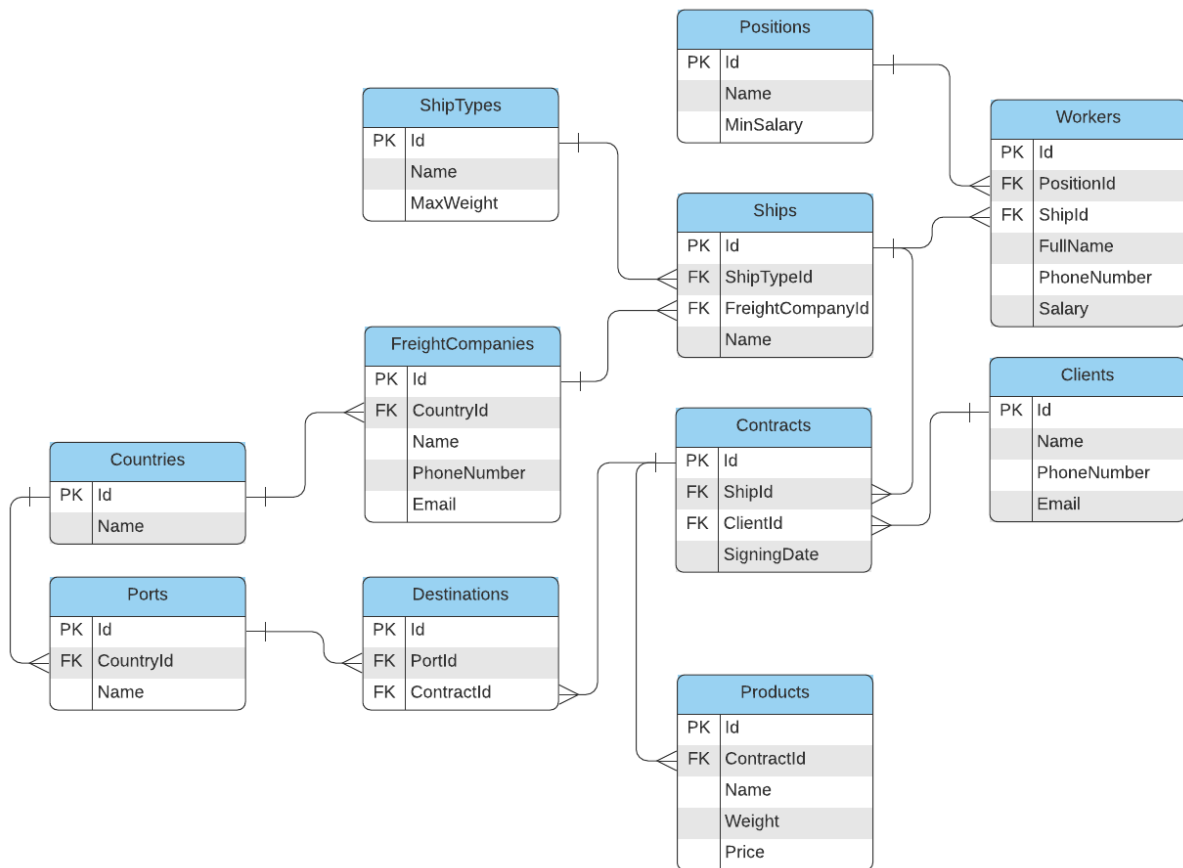 Positions
PK Id
Name
MinSalary
ShipTypes
PK Id
Name
MaxWeight
Workers
PK Id
FK PositionId
FK ShipId
FullName
PhoneNumber
Salary
Ships
PK Id
FK ShipTypeId
FK FreightCompanyId
Name
FreightCompanies
PK Id
FK CountryId
Name
PhoneNumber
Email
Clients
PK Id
Name
PhoneNumber
Email
Contracts
PK Id
FK ShipId
FK ClientId
SigningDate
Countries
PK Id
Name
Ports
PK Id
FK CountryId
Name
Destinations
PK Id
FK PortId
FK ContractId
Products
PK Id
FK ContractId
Name
Weight
Price